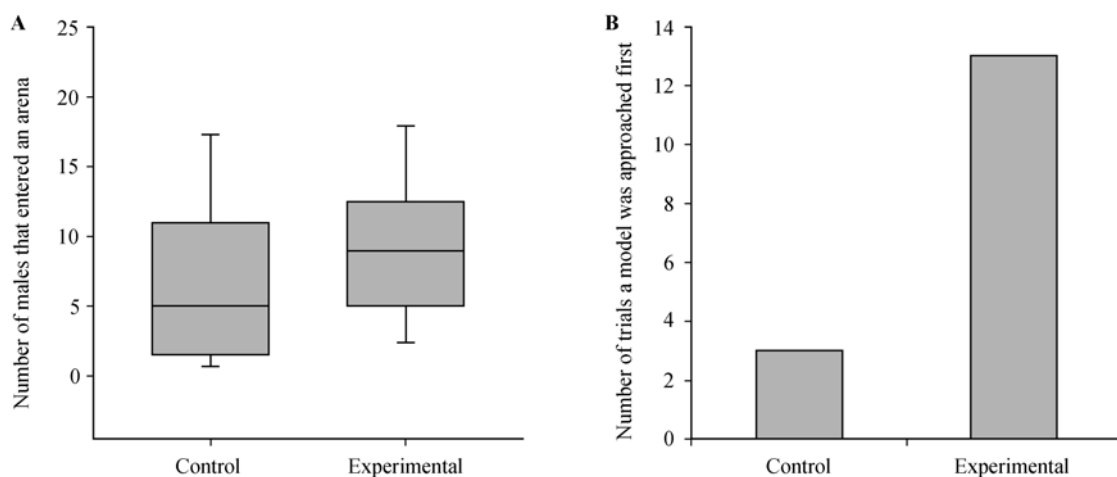 A
Number of males that entered an arena
25
20
15
10
5
0
Control Experimental
B
Number of trials a model was approached first
14
12
10
8
6
4
2
0
Control Experimental